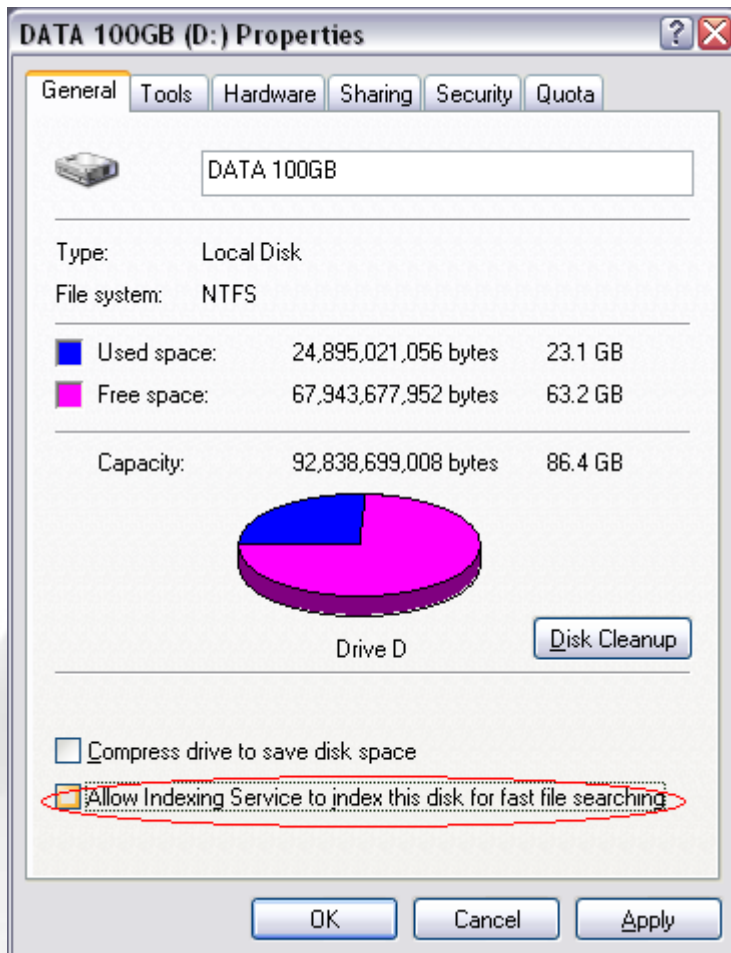 DATA 100GB (D:) Properties
General Tools Hardware Sharing Security Quota
DATA 100GB
Type: Local Disk
File system: NTFS
Used space: 24,895,021,056 bytes 23.1 GB
Free space: 67,943,677,952 bytes 63.2 GB
Capacity: 92,838,699,008 bytes 86.4 GB
Drive D
Disk Cleanup
Compress drive to save disk space
Allow Indexing Service to index this disk for fast file searching
OK Cancel Apply